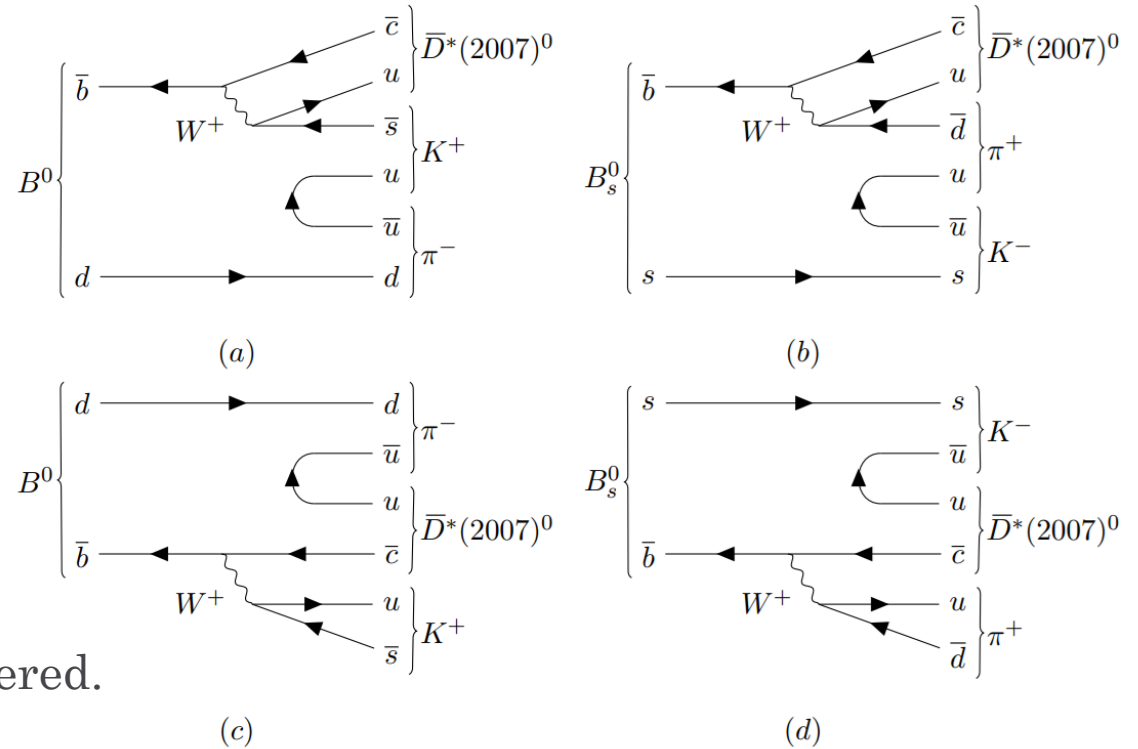 b̅ W⁺ c̅ u s̅ u u̅ d d B⁰ D̅*(2007)⁰ K⁺ π⁻
(a)
b̅ W⁺ c̅ u d̅ u u̅ s s B⁰ₛ D̅*(2007)⁰ π⁺ K⁻
(b)
d d u̅ u c̅ u s̅ b̅ W⁺ B⁰ π⁻ D̅*(2007)⁰ K⁺
ered.
(c)
s s u̅ u c̅ u d̅ b̅ W⁺ B⁰ₛ K⁻ D̅*(2007)⁰ π⁺
(d)